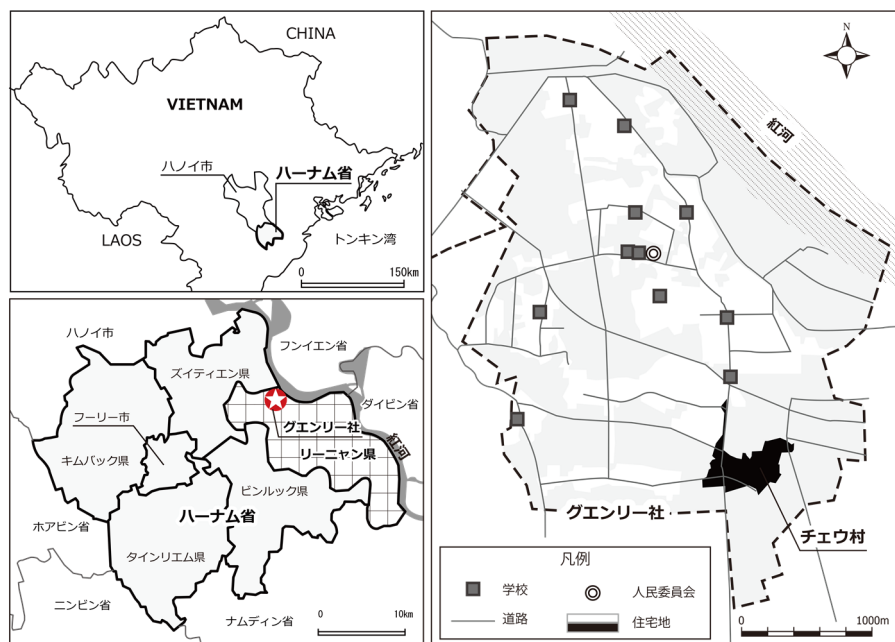 CHINA
VIETNAM
ハノイ市
ハーナム省
LAOS
トンキン湾
0
150km
ハノイ市
フンイエン省
ズイティエン県
ダイビン省
フーリー市
グエンリー社
紅河
キムバック県
リーニャン県
ビンルック県
ハーナム省
ホアビン省
タインリエム県
ニンビン省
ナムディン省
0
10km
N
紅河
グエンリー社
チェウ村
凡例
学校
人民委員会
道路
住宅地
0
1000m